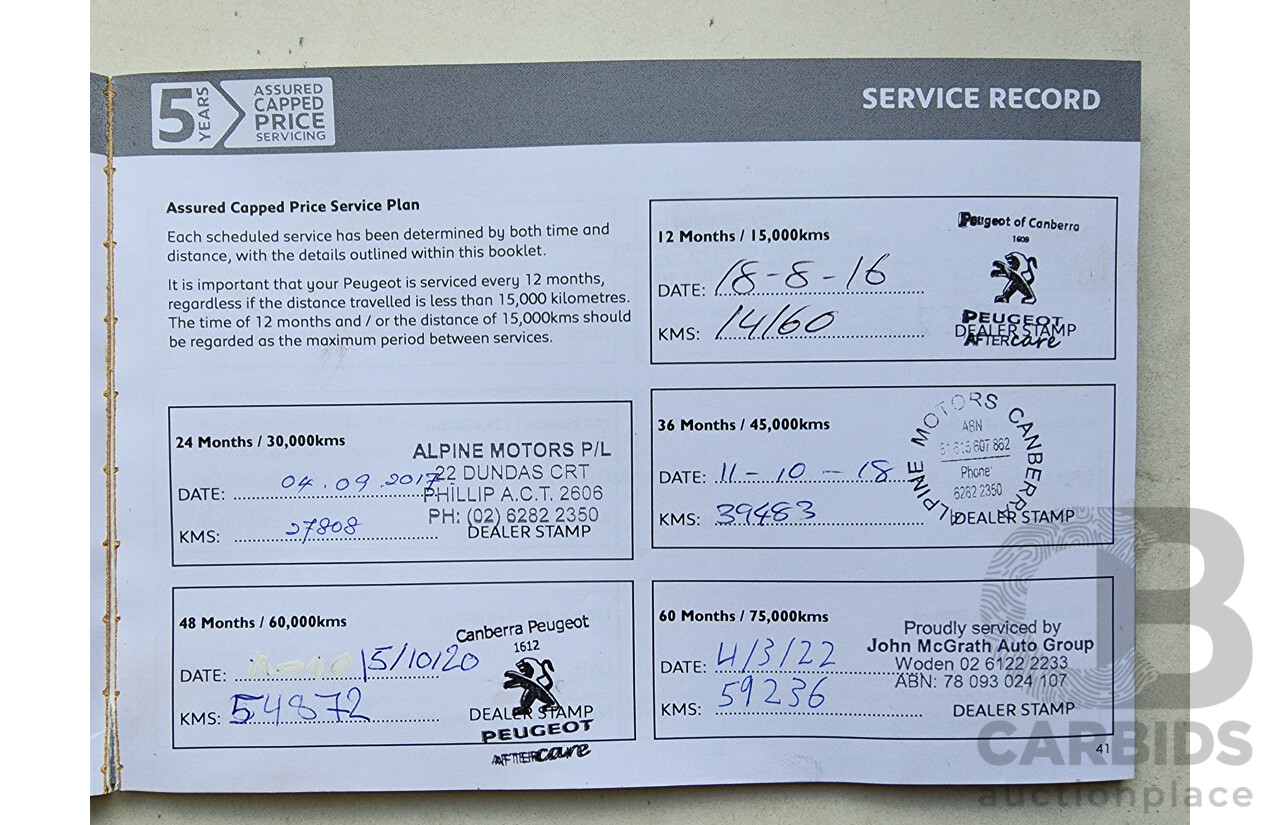 5 YEARS
ASSURED
CAPPED
PRICE
SERVICING
SERVICE RECORD
Assured Capped Price Service Plan
Each scheduled service has been determined by both time and
distance, with the details outlined within this booklet.
It is important that your Peugeot is serviced every 12 months,
regardless if the distance travelled is less than 15,000 kilometres.
The time of 12 months and / or the distance of 15,000kms should
be regarded as the maximum period between services.
12 Months / 15,000kms
DATE: 18-8-16
KMS: 14160
Peugeot of Canberra
1609
PEUGEOT
DEALER STAMP
AFTERcare
24 Months / 30,000kms
DATE: 04.09.2017
KMS: 27808
ALPINE MOTORS P/L
22 DUNDAS CRT
PHILLIP A.C.T. 2606
PH: (02) 6282 2350
DEALER STAMP
36 Months / 45,000kms
DATE: 11-10-18
KMS: 39483
ALPINE MOTORS CANBERRA
ABN
607 862
Phone:
6282 2350
DEALER STAMP
48 Months / 60,000kms
DATE: 15/10/20
KMS: 54872
Canberra Peugeot
1612
DEALER STAMP
PEUGEOT
AFTERcare
60 Months / 75,000kms
DATE: 4/3/22
KMS: 59236
Proudly serviced by
John McGrath Auto Group
Woden 02 6122 2233
ABN: 78 093 024 107
DEALER STAMP
41
CARBIDS
auctionplace